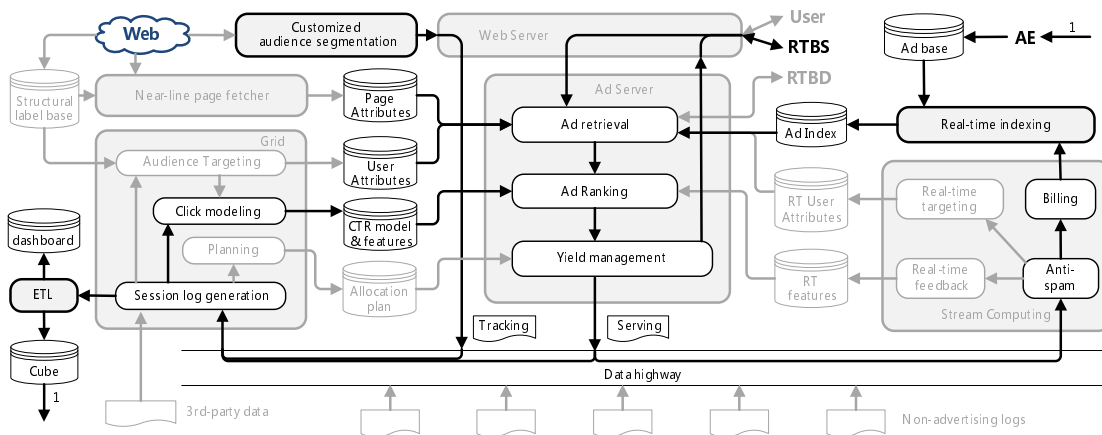 User
Web
Customized
audience segmentation
Web Server
RTBS
Ad base
AE
1
RTBD
Structural
label base
Near-line page fetcher
Page
Attributes
Ad Server
Ad retrieval
Ad Index
Real-time indexing
Grid
Audience Targeting
User
Attributes
Click modeling
CTR model
& features
Ad Ranking
RT User
Attributes
Real-time
targeting
Billing
dashboard
Planning
Yield management
ETL
Session log generation
Allocation
plan
RT
features
Real-time
feedback
Anti-
spam
Stream Computing
Tracking
Serving
Cube
Data highway
1
3rd-party data
Non-advertising logs